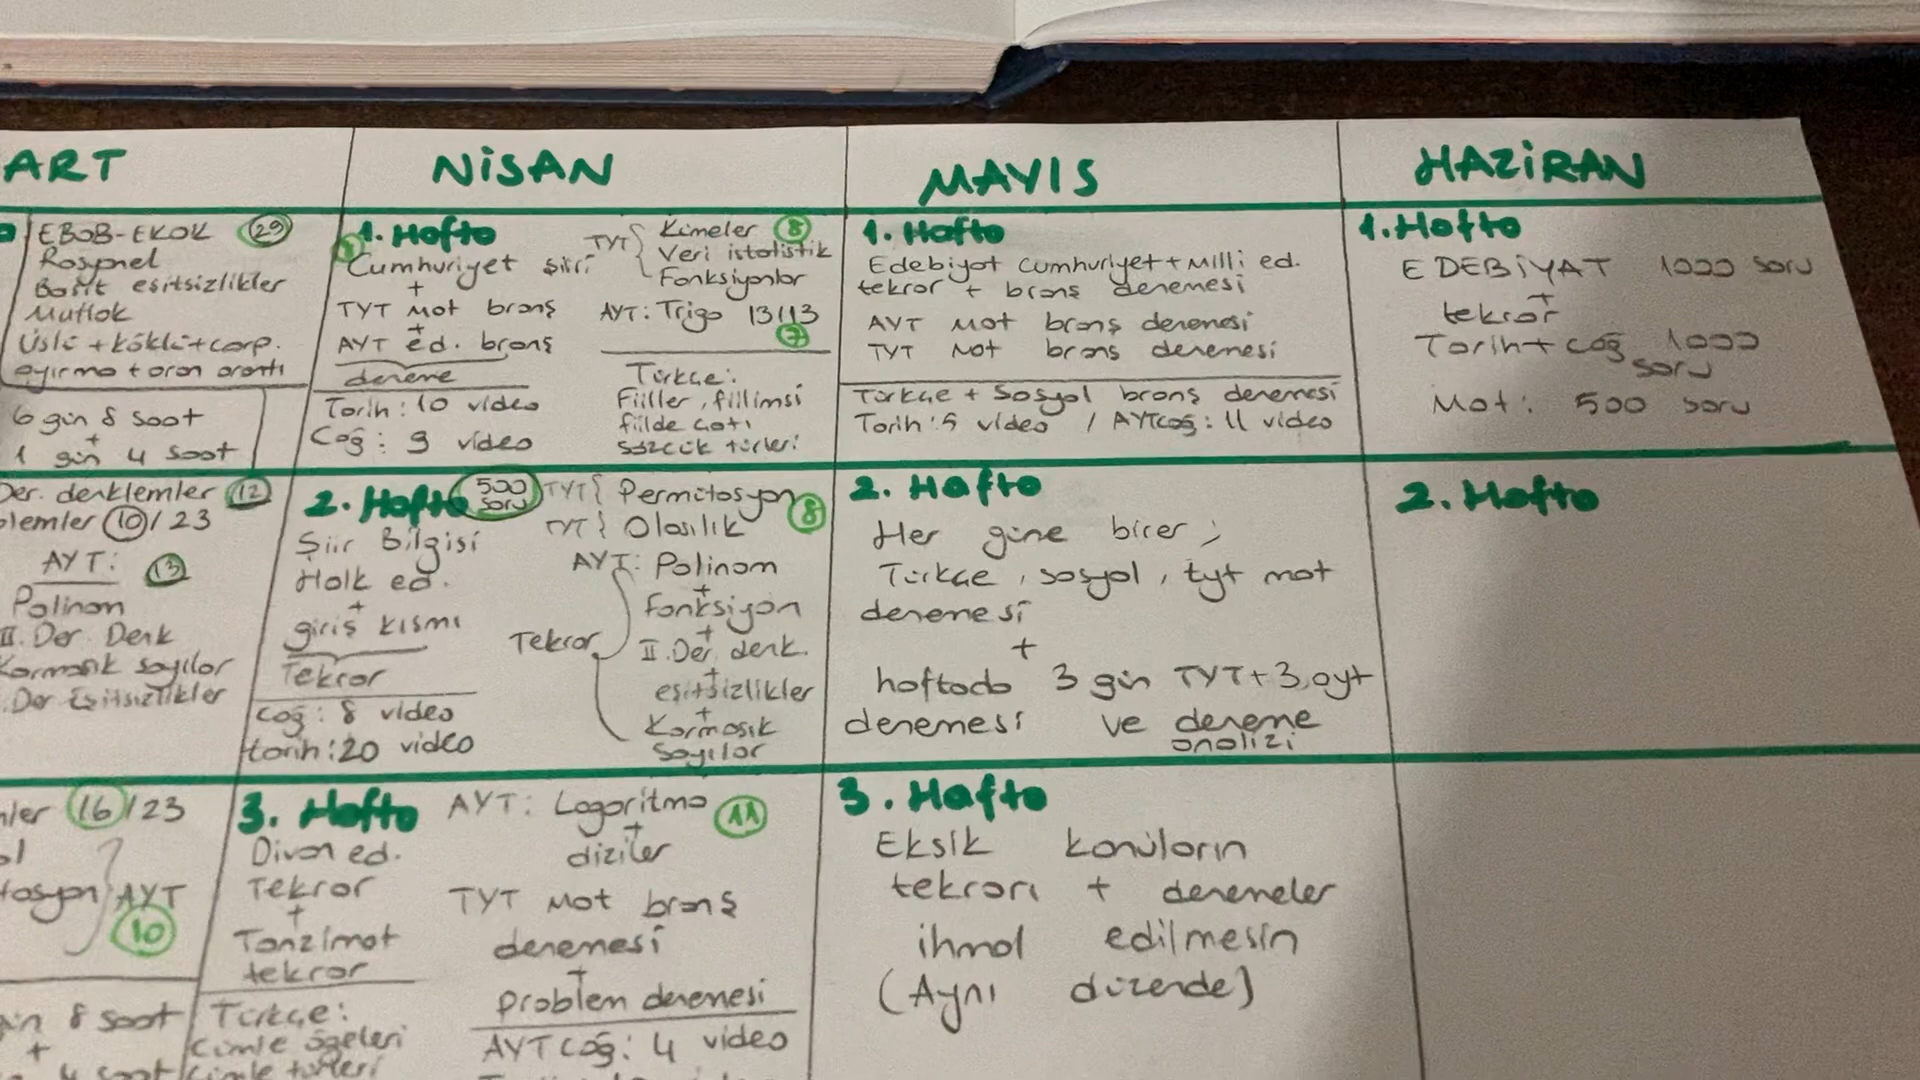 ART
EBOB-EKOK 29
Rasyonel
Basit eşitsizlikler
Mutlak
Üslü + köklü + çarp.
ayırma + oran orantı
6 gün 8 saat
+
1 gün 4 saat
Der. denklemler 12
10/23
AYT: 13
Polinom
II. Der. Denk
Karmaşık sayılar
Der Eşitsizlikler
16/23
AYT
10
8 saat
+
4 saat
NİSAN
1. Hafta
Cumhuriyet şiiri
+
TYT Mat branş
+
AYT ed. branş
deneme
Tarih: 10 video
Coğ: 9 video
TYT { Kümeler 8
Veri istatistik
Fonksiyonlar
AYT: Trigo 13/13
7
Türkçe:
Fiiller, fiilimsi
fiilde çatı
sözcük türleri
2. Hafta 500 soru
Şiir Bilgisi
Halk ed.
+
giriş kısmı
Tekrar
coğ: 8 video
tarih: 20 video
TYT { Permütasyon 8
TYT } Olasılık
AYT: Polinom
+
fonksiyon
+
Tekrar II. Der. denk.
+
eşitsizlikler
+
Karmaşık
Sayılar
3. Hafta
Divan ed.
Tekrar
+
Tanzimat
tekrar
Türkçe:
Cümle ögeleri
Cümle türleri
AYT: Logaritma 11
+
diziler
TYT Mat branş
denemesi
+
problem denemesi
AYT coğ: 4 video
MAYIS
1. Hafta
Edebiyat cumhuriyet + Milli ed.
tekrar + branş denemesi
AYT Mat branş denemesi
TYT Mat branş denemesi
Türkçe + Sosyal branş denemesi
Tarih: 5 video / AYT coğ: 11 video
2. Hafta
Her güne birer;
Türkçe, sosyal, tyt mat
denemesi
+
haftada 3 gün TYT + 3 ayt
denemesi ve deneme
analizi
3. Hafta
Eksik konuların
tekrarı + denemeler
ihmal edilmesin
(Aynı düzende)
HAZİRAN
1. Hafta
EDEBİYAT 1000 soru
+
tekrar
Tarih + coğ 1000
soru
Mat: 500 soru
2. Hafta